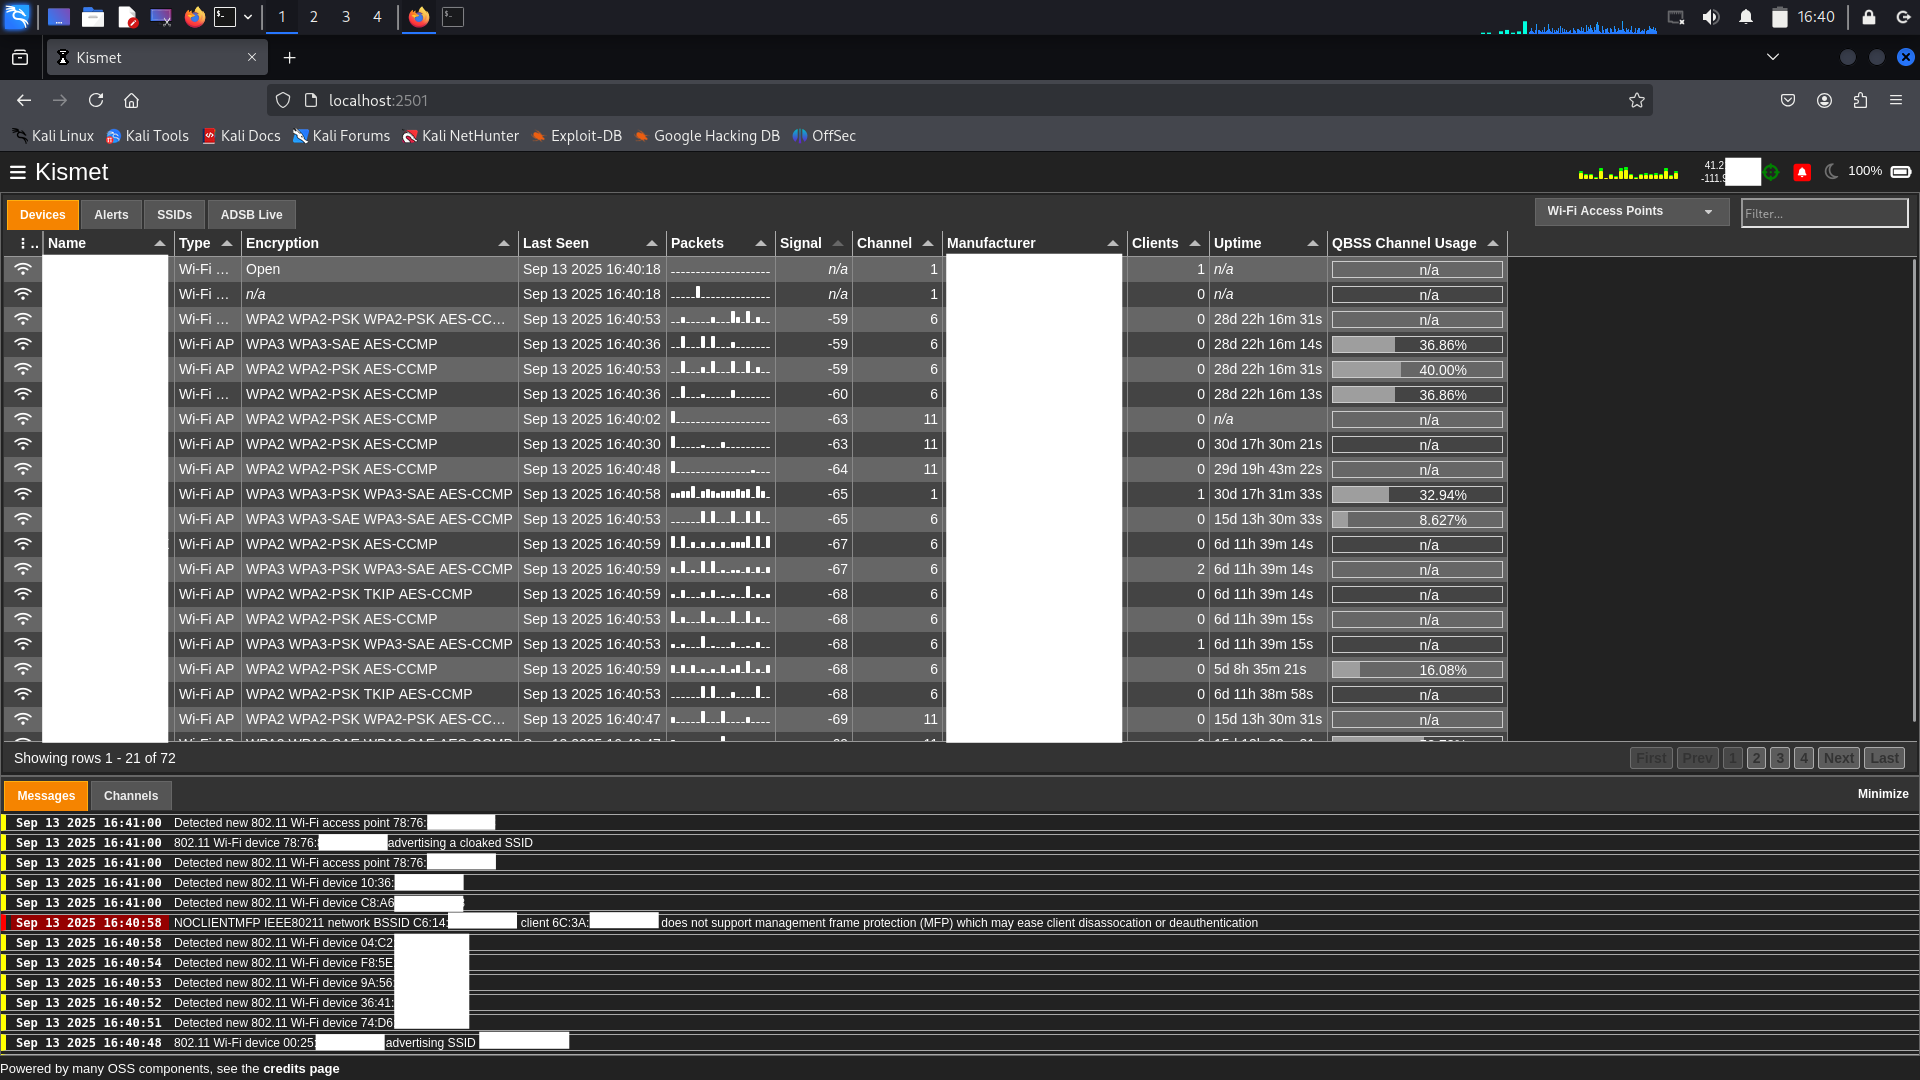 1 2 3 4 16:40
Kismet
localhost:2501
Kali Linux Kali Tools Kali Docs Kali Forums Kali NetHunter Exploit-DB Google Hacking DB OffSec
Kismet 41.2 -111.9 100%
Devices Alerts SSIDs ADSB Live Wi-Fi Access Points Filter...
Name Type Encryption Last Seen Packets Signal Channel Manufacturer Clients Uptime QBSS Channel Usage
Wi-Fi ... Open Sep 13 2025 16:40:18 n/a 1 1 n/a n/a
Wi-Fi ... n/a Sep 13 2025 16:40:18 n/a 1 0 n/a n/a
Wi-Fi ... WPA2 WPA2-PSK WPA2-PSK AES-CC... Sep 13 2025 16:40:53 -59 6 0 28d 22h 16m 31s n/a
Wi-Fi AP WPA3 WPA3-SAE AES-CCMP Sep 13 2025 16:40:36 -59 6 0 28d 22h 16m 14s 36.86%
Wi-Fi AP WPA2 WPA2-PSK AES-CCMP Sep 13 2025 16:40:53 -59 6 0 28d 22h 16m 31s 40.00%
Wi-Fi ... WPA2 WPA2-PSK AES-CCMP Sep 13 2025 16:40:36 -60 6 0 28d 22h 16m 13s 36.86%
Wi-Fi AP WPA2 WPA2-PSK AES-CCMP Sep 13 2025 16:40:02 -63 11 0 n/a n/a
Wi-Fi AP WPA2 WPA2-PSK AES-CCMP Sep 13 2025 16:40:30 -63 11 0 30d 17h 30m 21s n/a
Wi-Fi AP WPA2 WPA2-PSK AES-CCMP Sep 13 2025 16:40:48 -64 11 0 29d 19h 43m 22s n/a
Wi-Fi AP WPA3 WPA3-PSK WPA3-SAE AES-CCMP Sep 13 2025 16:40:58 -65 1 1 30d 17h 31m 33s 32.94%
Wi-Fi AP WPA3 WPA3-SAE WPA3-SAE AES-CCMP Sep 13 2025 16:40:53 -65 6 0 15d 13h 30m 33s 8.627%
Wi-Fi AP WPA2 WPA2-PSK AES-CCMP Sep 13 2025 16:40:59 -67 6 0 6d 11h 39m 14s n/a
Wi-Fi AP WPA3 WPA3-PSK WPA3-SAE AES-CCMP Sep 13 2025 16:40:59 -67 6 2 6d 11h 39m 14s n/a
Wi-Fi AP WPA2 WPA2-PSK TKIP AES-CCMP Sep 13 2025 16:40:59 -68 6 0 6d 11h 39m 14s n/a
Wi-Fi AP WPA2 WPA2-PSK AES-CCMP Sep 13 2025 16:40:53 -68 6 0 6d 11h 39m 15s n/a
Wi-Fi AP WPA3 WPA3-PSK WPA3-SAE AES-CCMP Sep 13 2025 16:40:53 -68 6 1 6d 11h 39m 15s n/a
Wi-Fi AP WPA2 WPA2-PSK AES-CCMP Sep 13 2025 16:40:59 -68 6 0 5d 8h 35m 21s 16.08%
Wi-Fi AP WPA2 WPA2-PSK TKIP AES-CCMP Sep 13 2025 16:40:53 -68 6 0 6d 11h 38m 58s n/a
Wi-Fi AP WPA2 WPA2-PSK WPA2-PSK AES-CC... Sep 13 2025 16:40:47 -69 11 0 15d 13h 30m 31s n/a
Showing rows 1 - 21 of 72 First Prev 1 2 3 4 Next Last
Messages Channels Minimize
Sep 13 2025 16:41:00 Detected new 802.11 Wi-Fi access point 78:76:
Sep 13 2025 16:41:00 802.11 Wi-Fi device 78:76: advertising a cloaked SSID
Sep 13 2025 16:41:00 Detected new 802.11 Wi-Fi access point 78:76:
Sep 13 2025 16:41:00 Detected new 802.11 Wi-Fi device 10:36:
Sep 13 2025 16:41:00 Detected new 802.11 Wi-Fi device C8:A6
Sep 13 2025 16:40:58 NOCLIENTMFP IEEE80211 network BSSID C6:14: client 6C:3A: does not support management frame protection (MFP) which may ease client disassocation or deauthentication
Sep 13 2025 16:40:58 Detected new 802.11 Wi-Fi device 04:C2
Sep 13 2025 16:40:54 Detected new 802.11 Wi-Fi device F8:5E
Sep 13 2025 16:40:53 Detected new 802.11 Wi-Fi device 9A:56:
Sep 13 2025 16:40:52 Detected new 802.11 Wi-Fi device 36:41:
Sep 13 2025 16:40:51 Detected new 802.11 Wi-Fi device 74:D6
Sep 13 2025 16:40:48 802.11 Wi-Fi device 00:25: advertising SSID
Powered by many OSS components, see the credits page